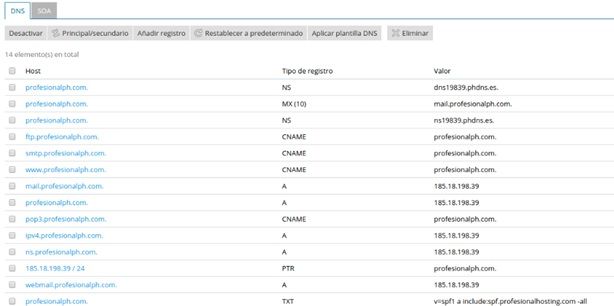 DNS SOA
Desactivar Principal/secundario Añadir registro Restablecer a predeterminado Aplicar plantilla DNS Eliminar
14 elemento(s) en total
Host Tipo de registro Valor
profesionalph.com. NS dns19839.phdns.es.
profesionalph.com. MX (10) mail.profesionalph.com.
profesionalph.com. NS ns19839.phdns.es.
ftp.profesionalph.com. CNAME profesionalph.com.
smtp.profesionalph.com. CNAME profesionalph.com.
www.profesionalph.com. CNAME profesionalph.com.
mail.profesionalph.com. A 185.18.198.39
profesionalph.com. A 185.18.198.39
pop3.profesionalph.com. CNAME profesionalph.com.
ipv4.profesionalph.com. A 185.18.198.39
ns.profesionalph.com. A 185.18.198.39
185.18.198.39 / 24 PTR profesionalph.com.
webmail.profesionalph.com. A 185.18.198.39
profesionalph.com. TXT v=spf1 a include:spf.profesionalhosting.com -all